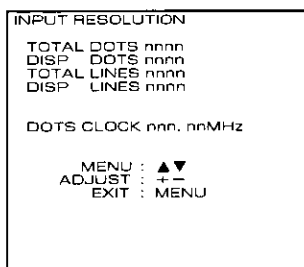 INPUT RESOLUTION
TOTAL DOTS nnnn
DISP DOTS nnnn
TOTAL LINES nnnn
DISP LINES nnnn
DOTS CLOCK nnn. nnMHz
MENU : ▲▼
ADJUST : + −
EXIT : MENU